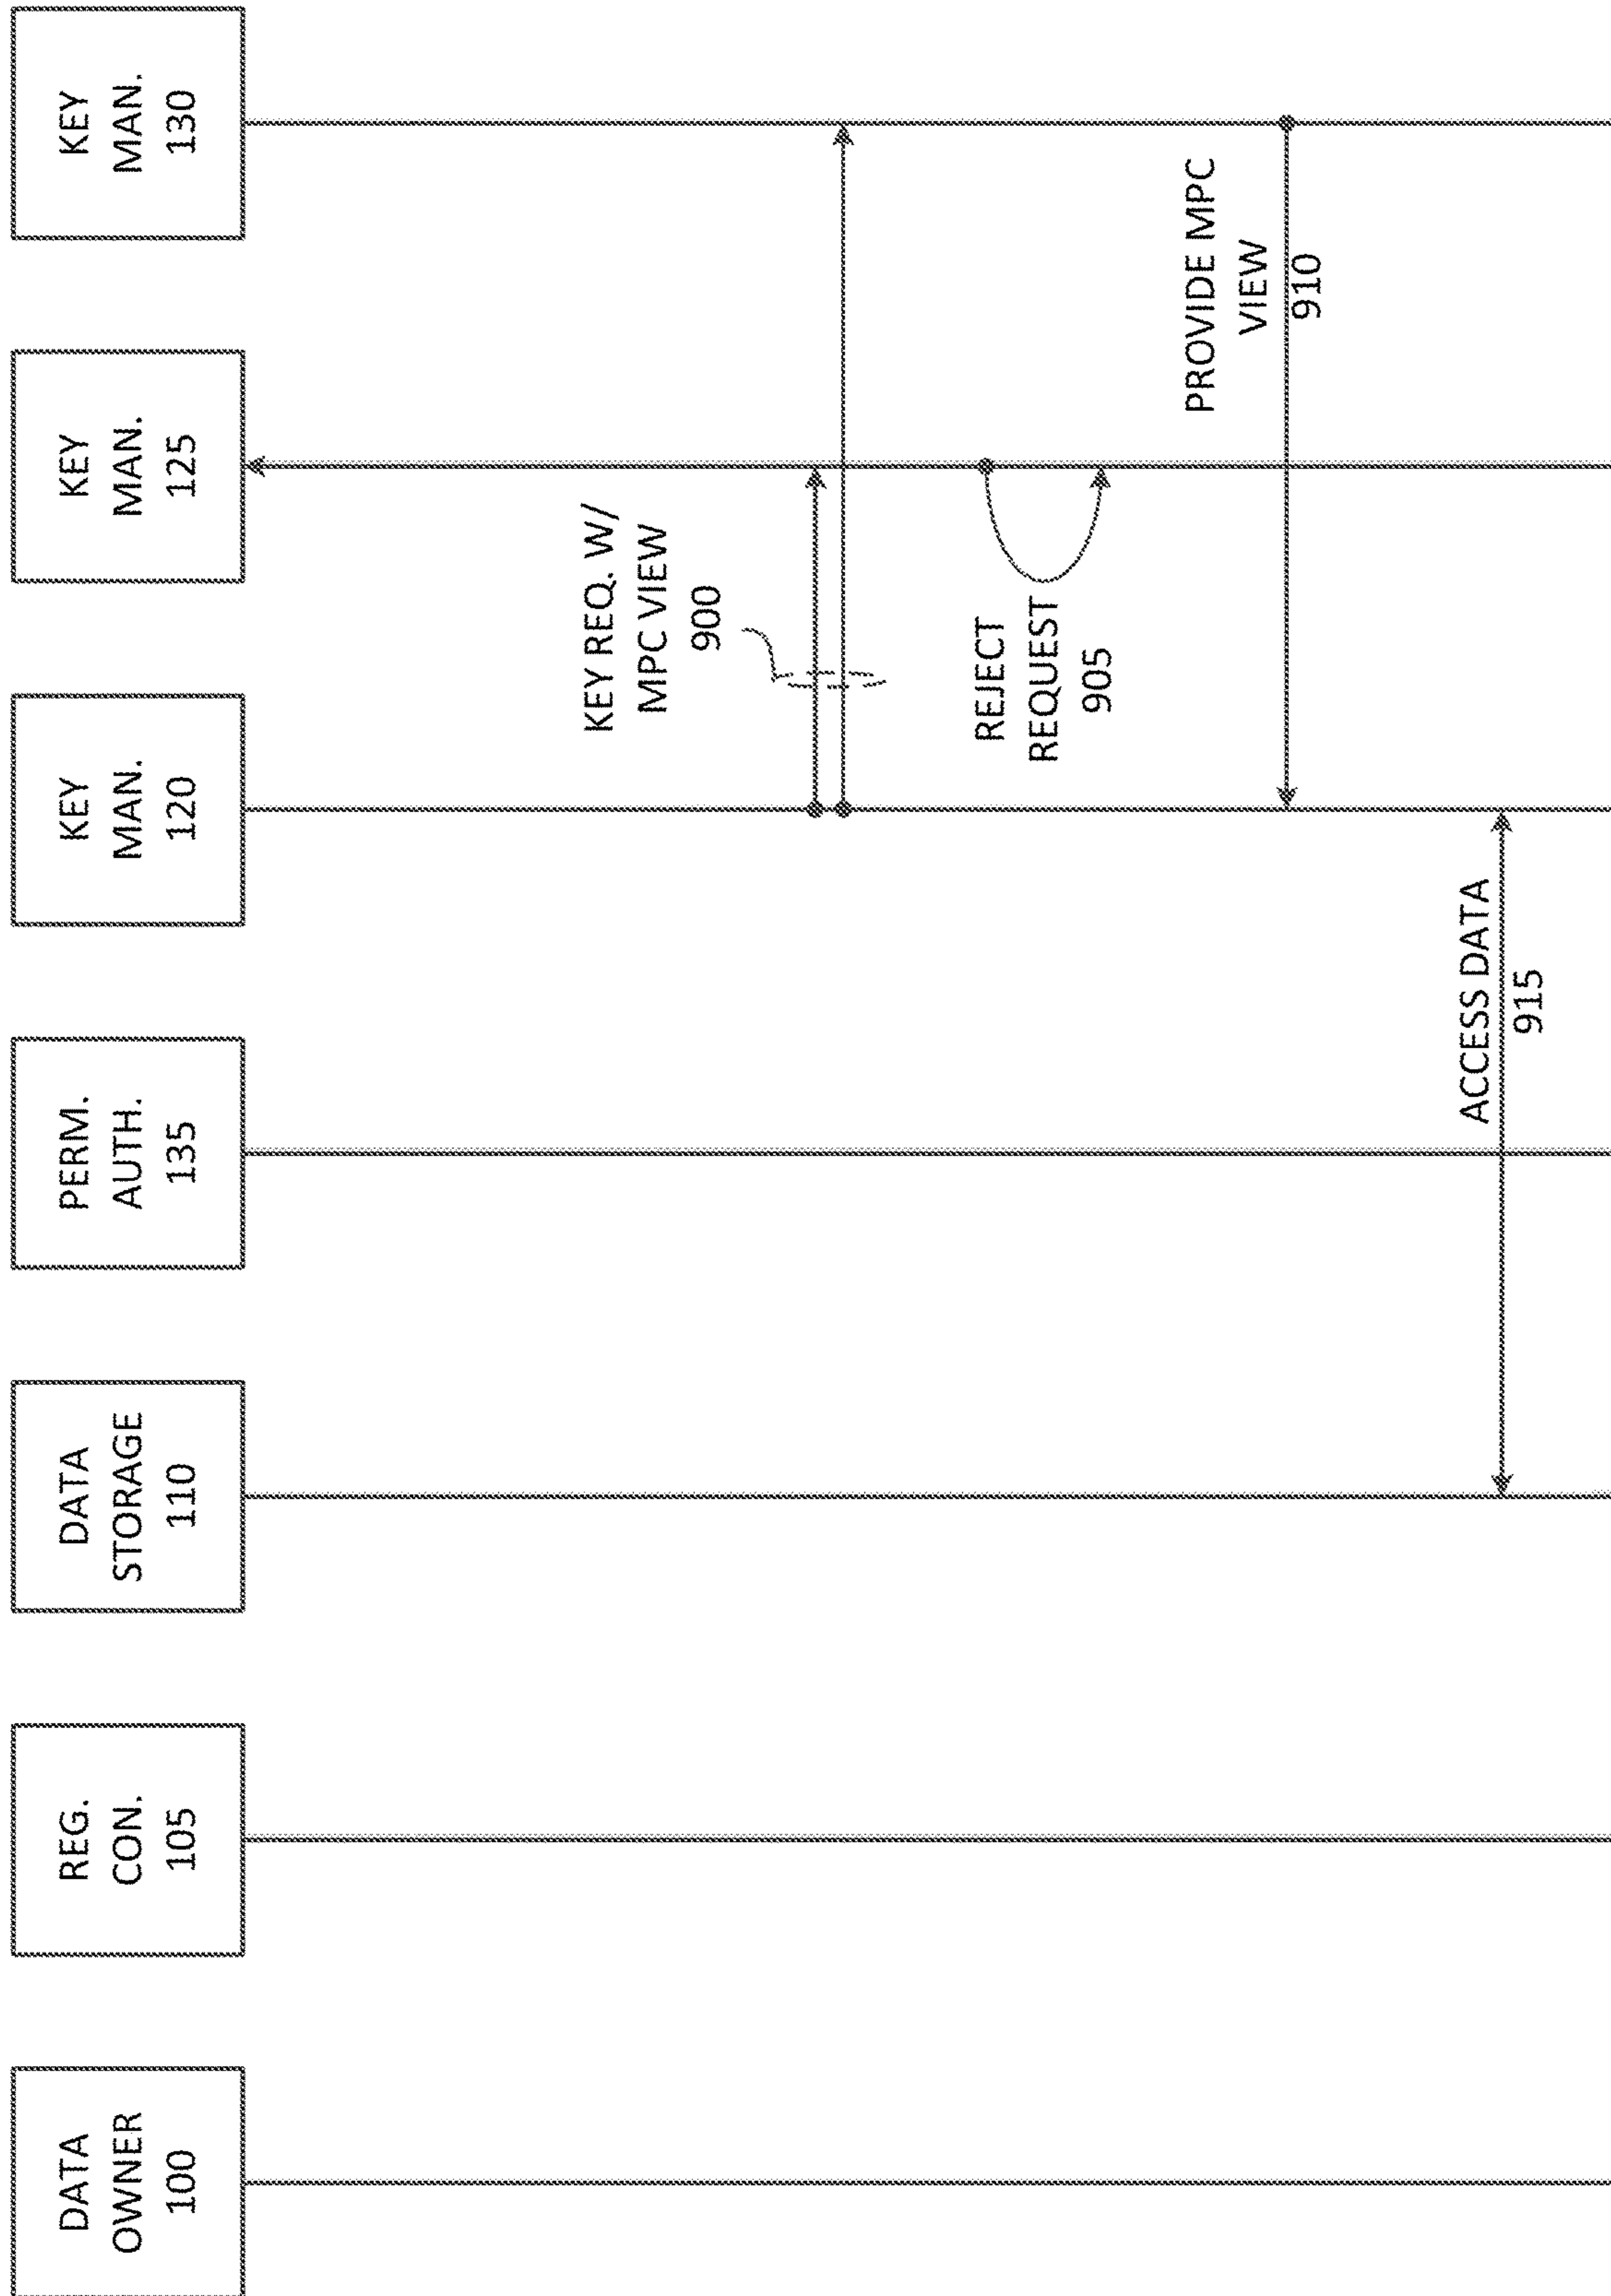 DATA
OWNER
100
REG.
CON.
105
DATA
STORAGE
110
PERM.
AUTH.
135
KEY
MAN.
120
KEY
MAN.
125
KEY
MAN.
130
KEY REQ. W/
MPC VIEW
900
REJECT
REQUEST
905
PROVIDE MPC
VIEW
910
ACCESS DATA
915